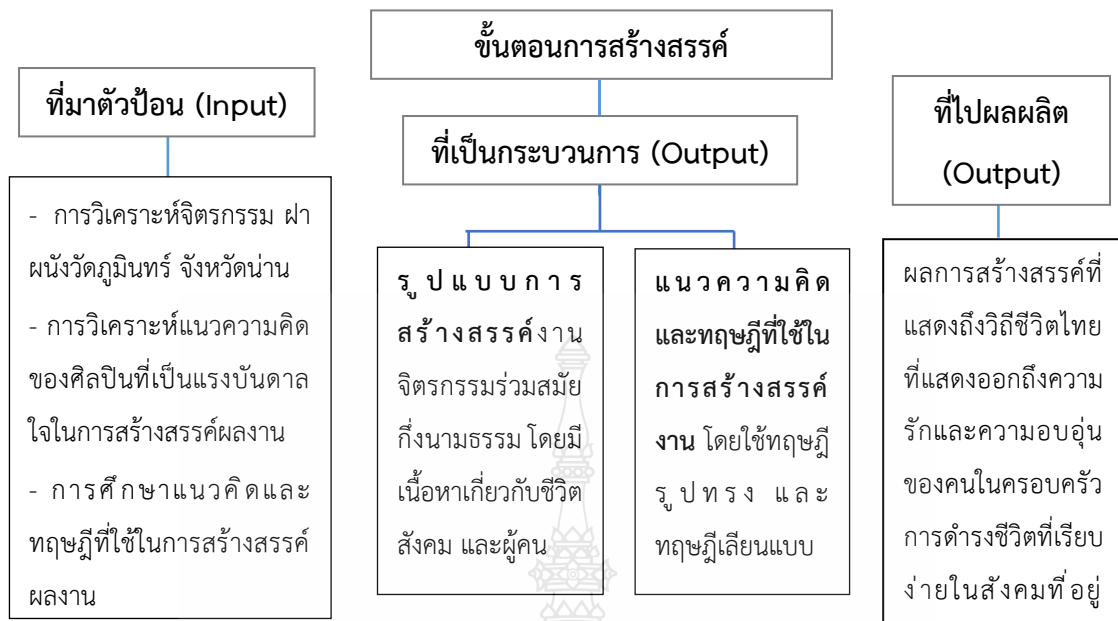 ขั้นตอนการสร้างสรรค์
ที่มาตัวป้อน (Input)
- การวิเคราะห์จิตรกรรม ฝา
ผนังวัดภูมินทร์ จังหวัดน่าน
- การวิเคราะห์แนวความคิด
ของศิลปินที่เป็นแรงบันดาล
ใจในการสร้างสรรค์ผลงาน
- การศึกษาแนวคิดและ
ทฤษฎีที่ใช้ในการสร้างสรรค์
ผลงาน
ที่เป็นกระบวนการ (Output)
รูปแบบการ
สร้างสรรค์งาน
จิตรกรรมร่วมสมัย
กึ่งนามธรรม โดยมี
เนื้อหาเกี่ยวกับชีวิต
สังคม และผู้คน
แนวความคิด
และทฤษฎีที่ใช้ใน
การสร้างสรรค์
งาน โดยใช้ทฤษฎี
รูปทรง และ
ทฤษฎีเลียนแบบ
ที่ไปผลผลิต
(Output)
ผลการสร้างสรรค์ที่
แสดงถึงวิถีชีวิตไทย
ที่แสดงออกถึงความ
รักและความอบอุ่น
ของคนในครอบครัว
การดำรงชีวิตที่เรียบ
ง่ายในสังคมที่อยู่